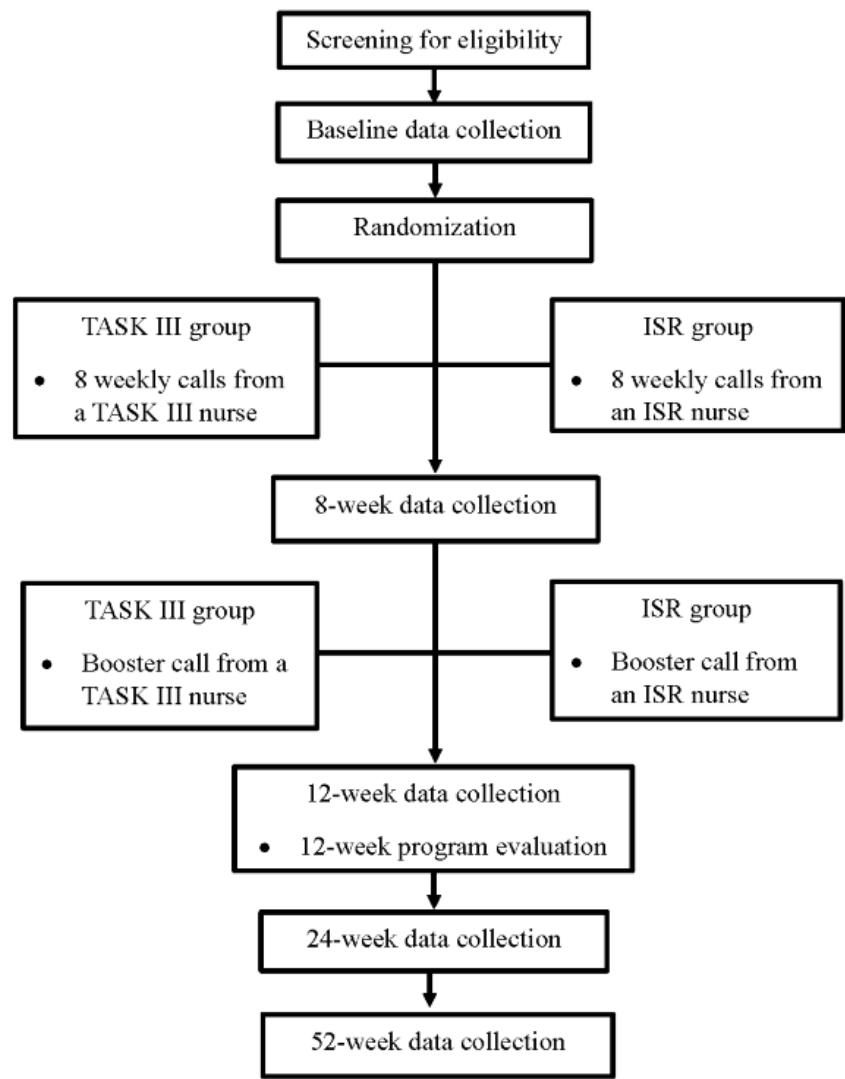 Screening for eligibility
Baseline data collection
Randomization
TASK III group
• 8 weekly calls from
a TASK III nurse
ISR group
• 8 weekly calls from
an ISR nurse
8-week data collection
TASK III group
• Booster call from a
TASK III nurse
ISR group
• Booster call from
an ISR nurse
12-week data collection
• 12-week program evaluation
24-week data collection
52-week data collection